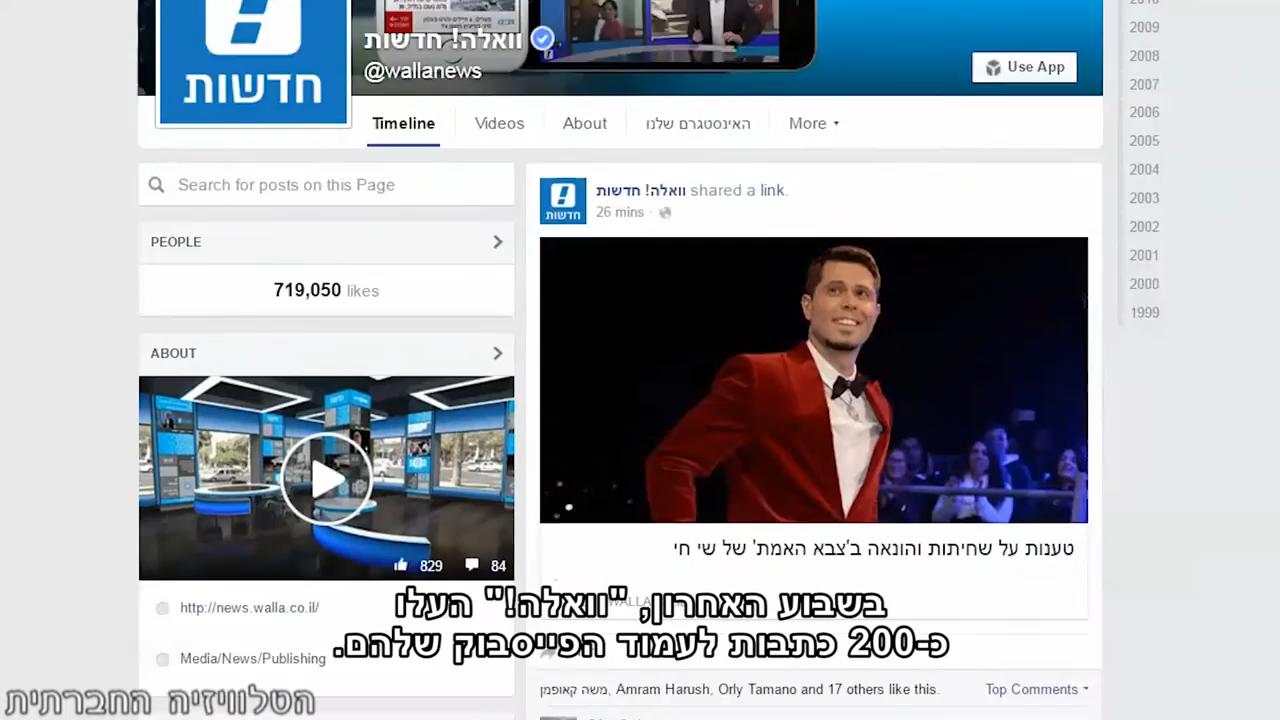 וואלה! חדשות
@wallanews
חדשות
Use App
Timeline
Videos
About
האינסטגרם שלנו
More
Search for posts on this Page
PEOPLE
719,050 likes
ABOUT
829
84
http://news.walla.co.il/
Media/News/Publishing
וואלה! חדשות shared a link.
26 mins
חדשות
טענות על שחיתות והונאה ב'צבא האמת' של שי חי
בשבוע האחרון, "וואלה!" העלו
כ-200 כתבות לעמוד הפייסבוק שלהם.
משה קאופמן, Amram Harush, Orly Tamano and 17 others like this.
Top Comments
הטלוויזיה החברתית
2009
2008
2007
2006
2005
2004
2003
2002
2001
2000
1999